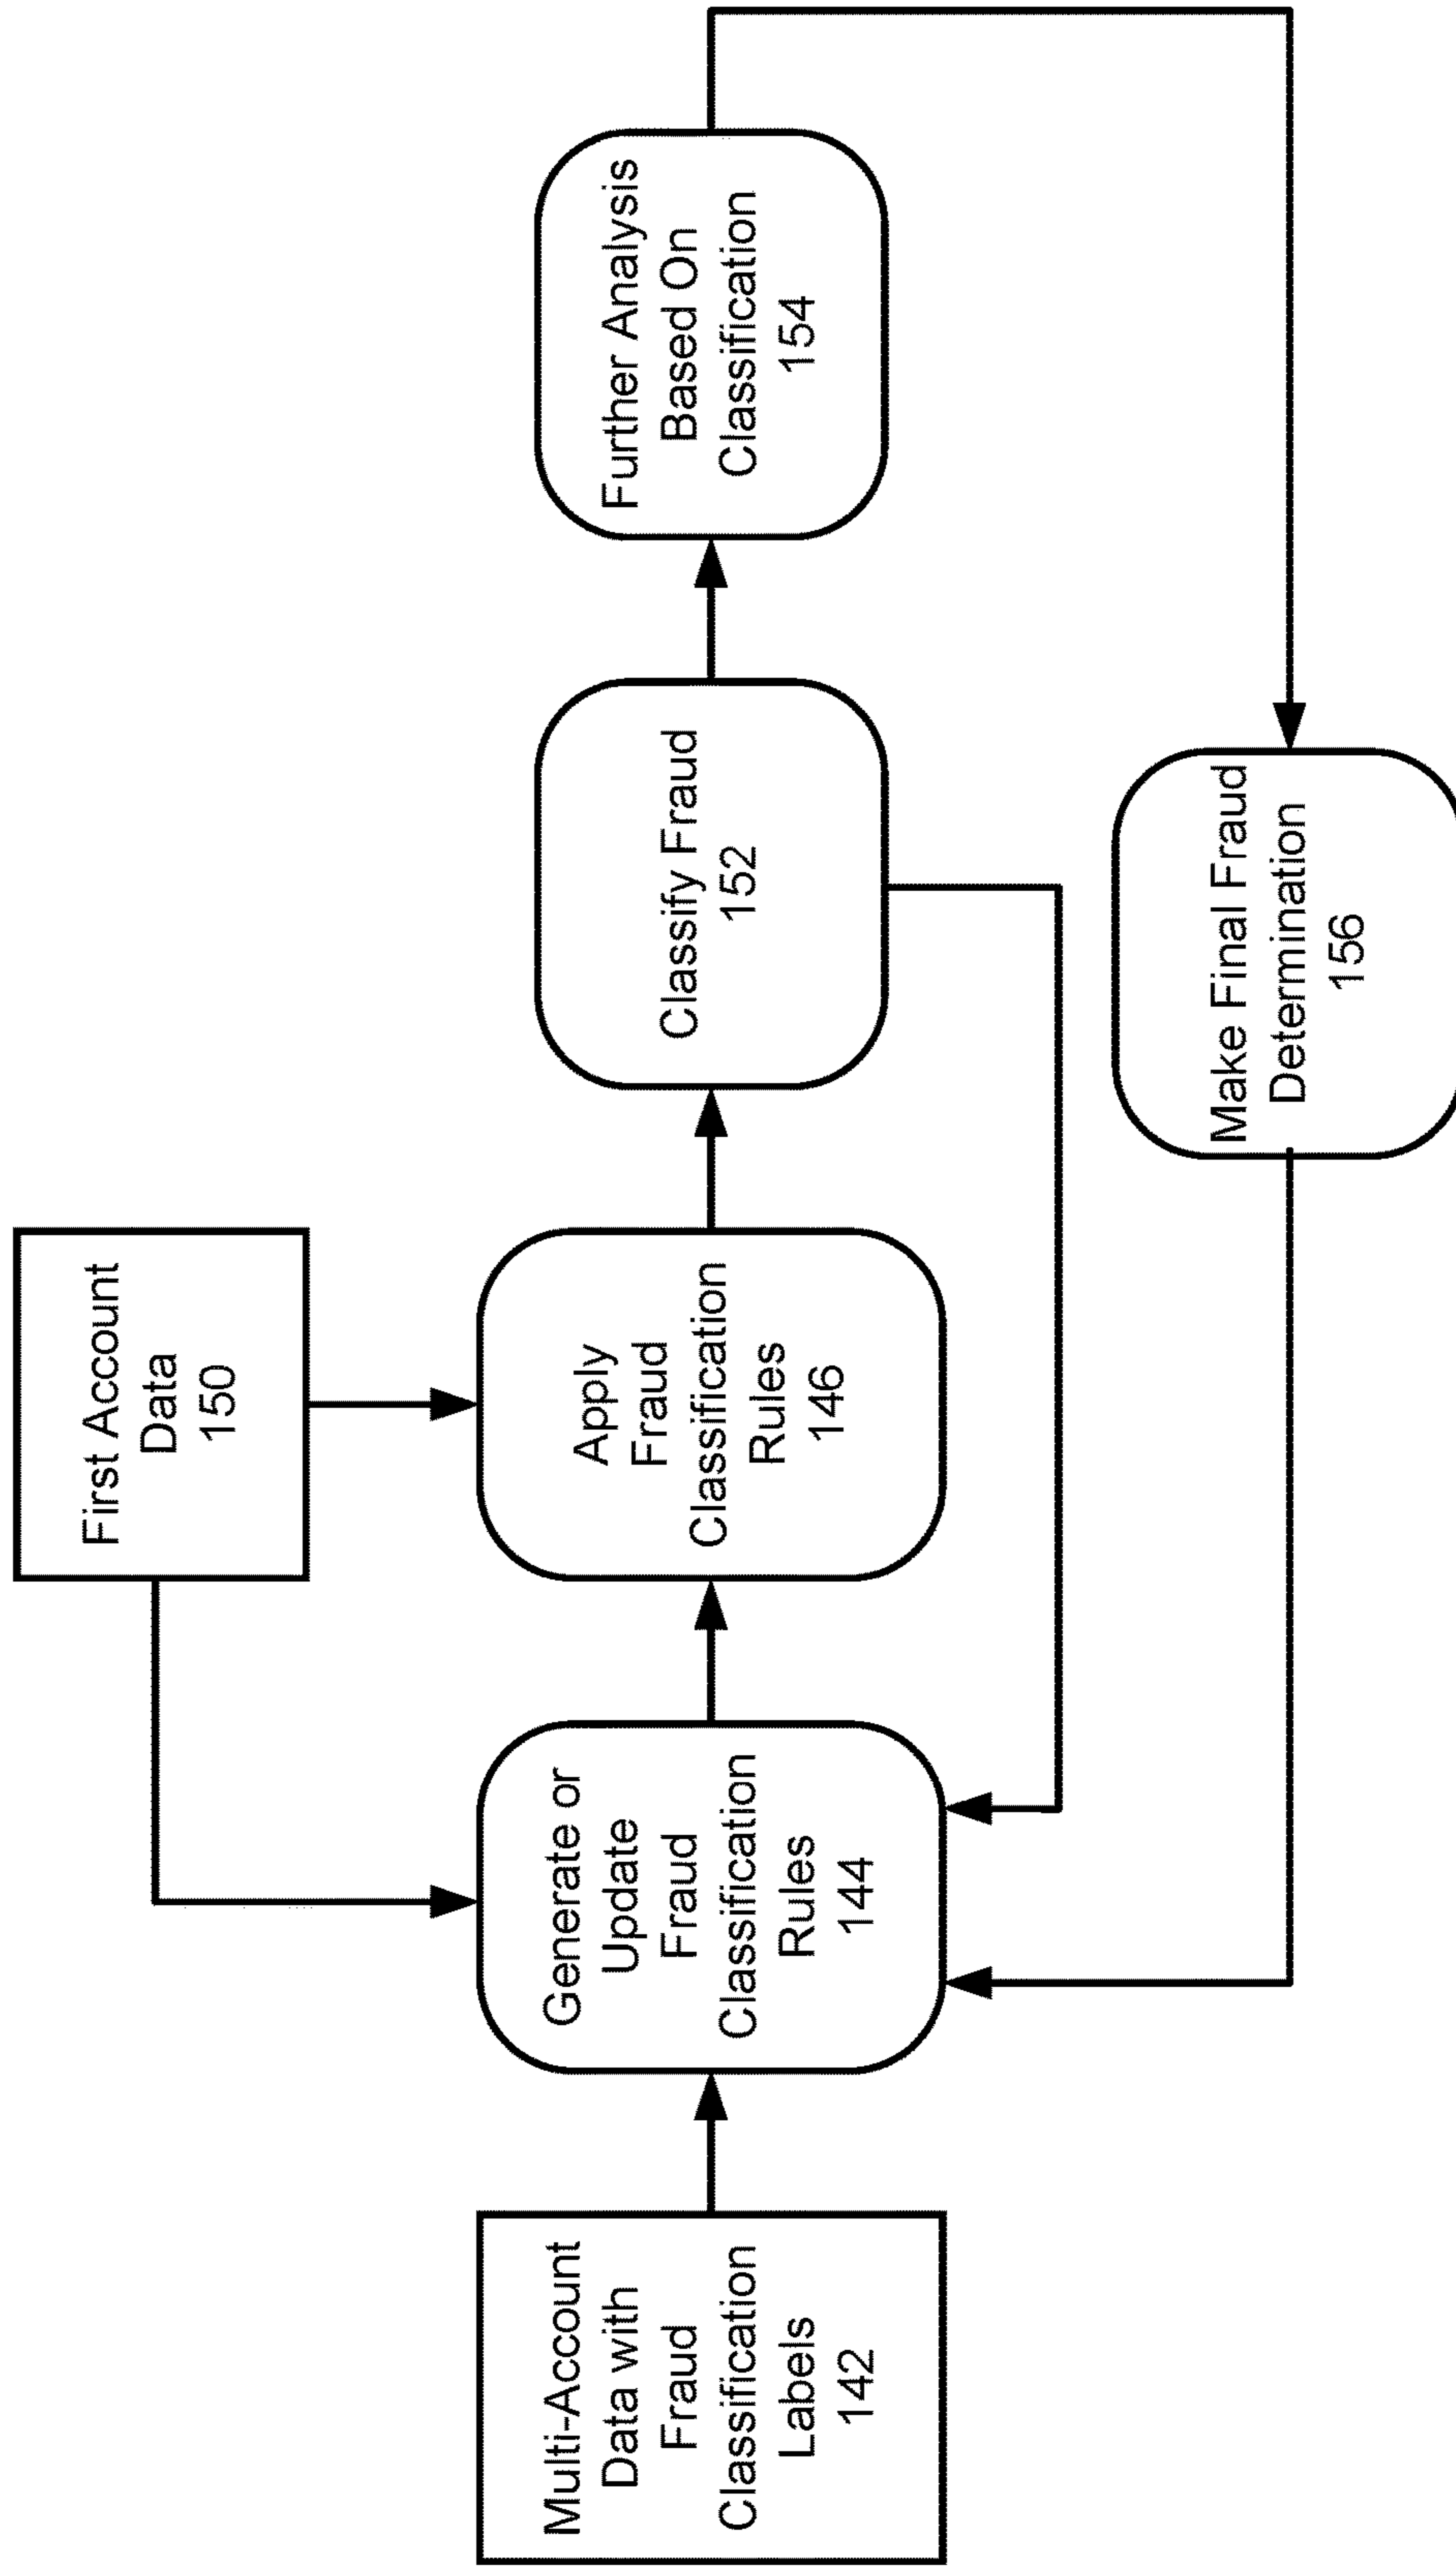 First Account
Data
150
Multi-Account
Data with
Fraud
Classification
Labels
142
Generate or
Update
Fraud
Classification
Rules
144
Apply
Fraud
Classification
Rules
146
Classify Fraud
152
Further Analysis
Based On
Classification
154
Make Final Fraud
Determination
156